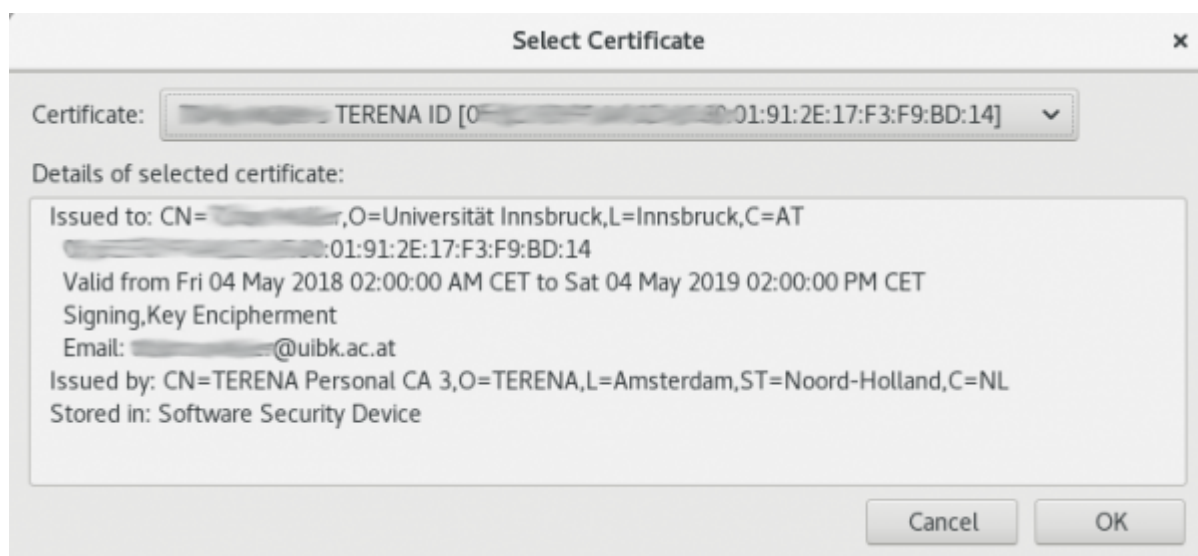 Select Certificate
Certificate: TERENA ID [0 :01:91:2E:17:F3:F9:BD:14]
Details of selected certificate:
Issued to: CN= ,O=Universität Innsbruck,L=Innsbruck,C=AT
:01:91:2E:17:F3:F9:BD:14
Valid from Fri 04 May 2018 02:00:00 AM CET to Sat 04 May 2019 02:00:00 PM CET
Signing,Key Encipherment
Email: @uibk.ac.at
Issued by: CN=TERENA Personal CA 3,O=TERENA,L=Amsterdam,ST=Noord-Holland,C=NL
Stored in: Software Security Device
Cancel OK